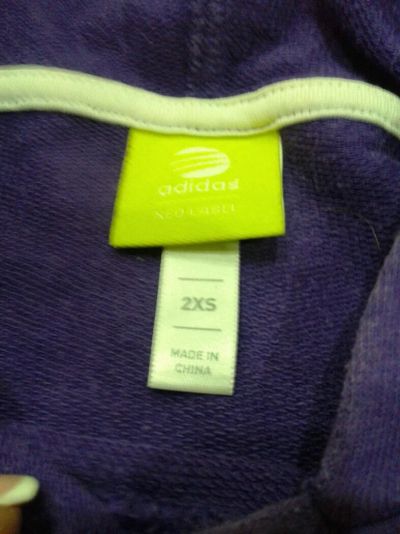 adidas
NEO LABEL
2XS
MADE IN
CHINA